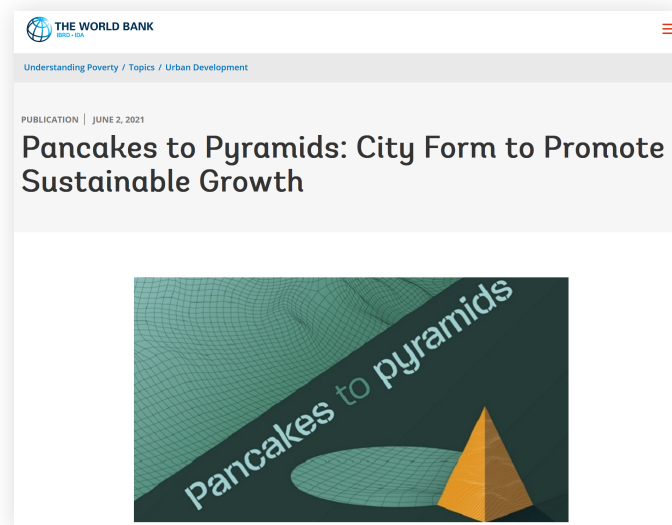 THE WORLD BANK
IBRD • IDA
Understanding Poverty / Topics / Urban Development
PUBLICATION | JUNE 2, 2021
Pancakes to Pyramids: City Form to Promote
Sustainable Growth
pancakes to pyramids